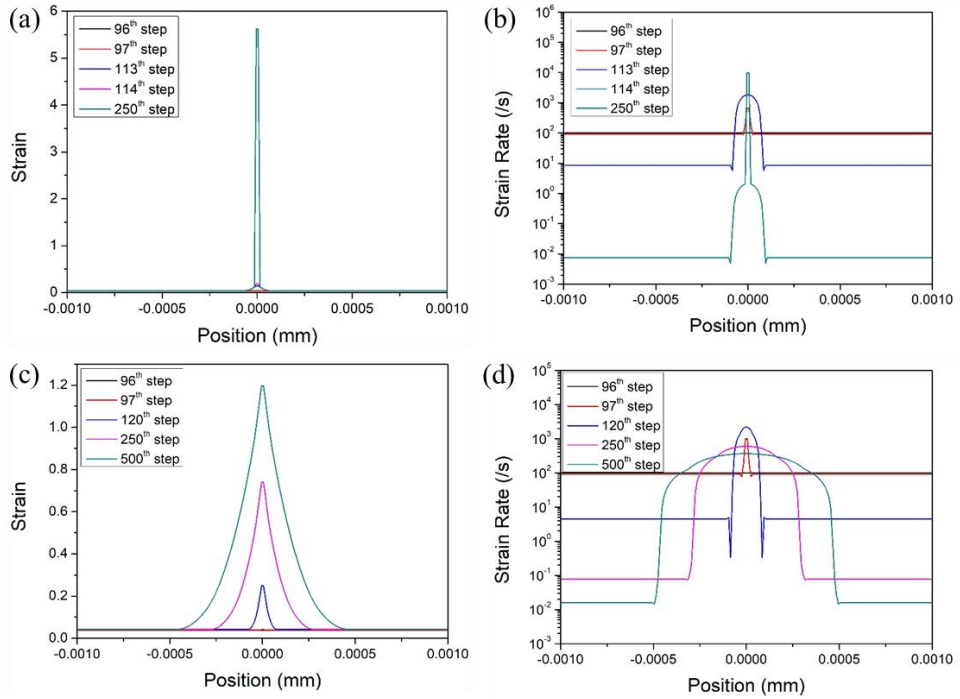 (a)
96th step
97th step
113th step
114th step
250th step
6
5
4
3
2
1
0
Strain
-0.0010 -0.0005 0.0000 0.0005 0.0010
Position (mm)
(b)
96th step
97th step
113th step
114th step
250th step
10^6
10^5
10^4
10^3
10^2
10^1
10^0
10^-1
10^-2
10^-3
Strain Rate (/s)
-0.0010 -0.0005 0.0000 0.0005 0.0010
Position (mm)
(c)
96th step
97th step
120th step
250th step
500th step
1.2
1.0
0.8
0.6
0.4
0.2
0.0
Strain
-0.0010 -0.0005 0.0000 0.0005 0.0010
Position (mm)
(d)
96th step
97th step
120th step
250th step
500th step
10^5
10^4
10^3
10^2
10^1
10^0
10^-1
10^-2
10^-3
Strain Rate (/s)
-0.0010 -0.0005 0.0000 0.0005 0.0010
Position (mm)